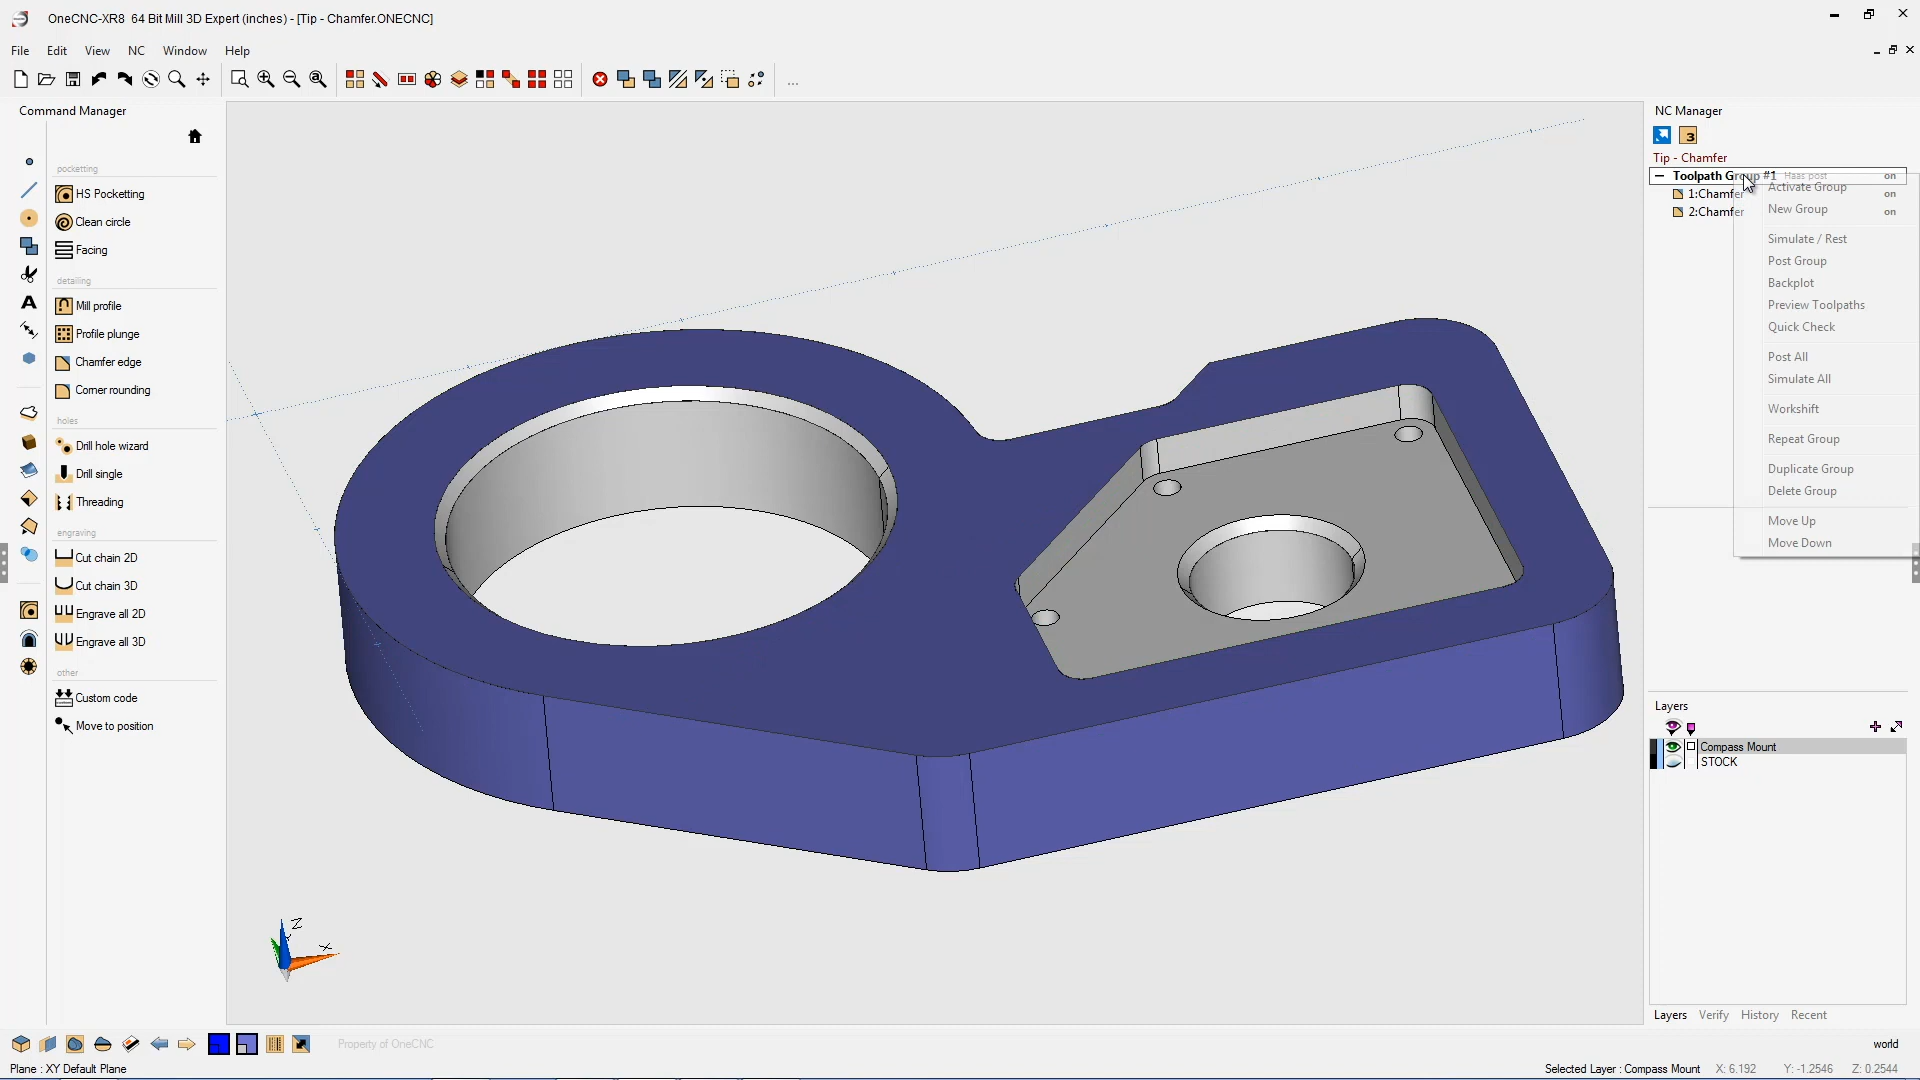 OneCNC-XR8 64 Bit Mill 3D Expert (inches) - [Tip - Chamfer.ONECNC]
File Edit View NC Window Help
...
Command Manager
pocketting
HS Pocketting
Clean circle
Facing
detailing
Mill profile
Profile plunge
Chamfer edge
Corner rounding
holes
Drill hole wizard
Drill single
Threading
engraving
Cut chain 2D
Cut chain 3D
Engrave all 2D
Engrave all 3D
other
Custom code
Move to position
A
Z
X
NC Manager
3
Tip - Chamfer
Toolpath Group #1 Haas post on
1:Chamfer on
2:Chamfer on
Activate Group
New Group
Simulate / Rest
Post Group
Backplot
Preview Toolpaths
Quick Check
Post All
Simulate All
Workshift
Repeat Group
Duplicate Group
Delete Group
Move Up
Move Down
Layers
Compass Mount
STOCK
Layers Verify History Recent
Property of OneCNC
world
Plane : XY Default Plane
Selected Layer : Compass Mount X: 6.192 Y: -1.2546 Z: 0.2544